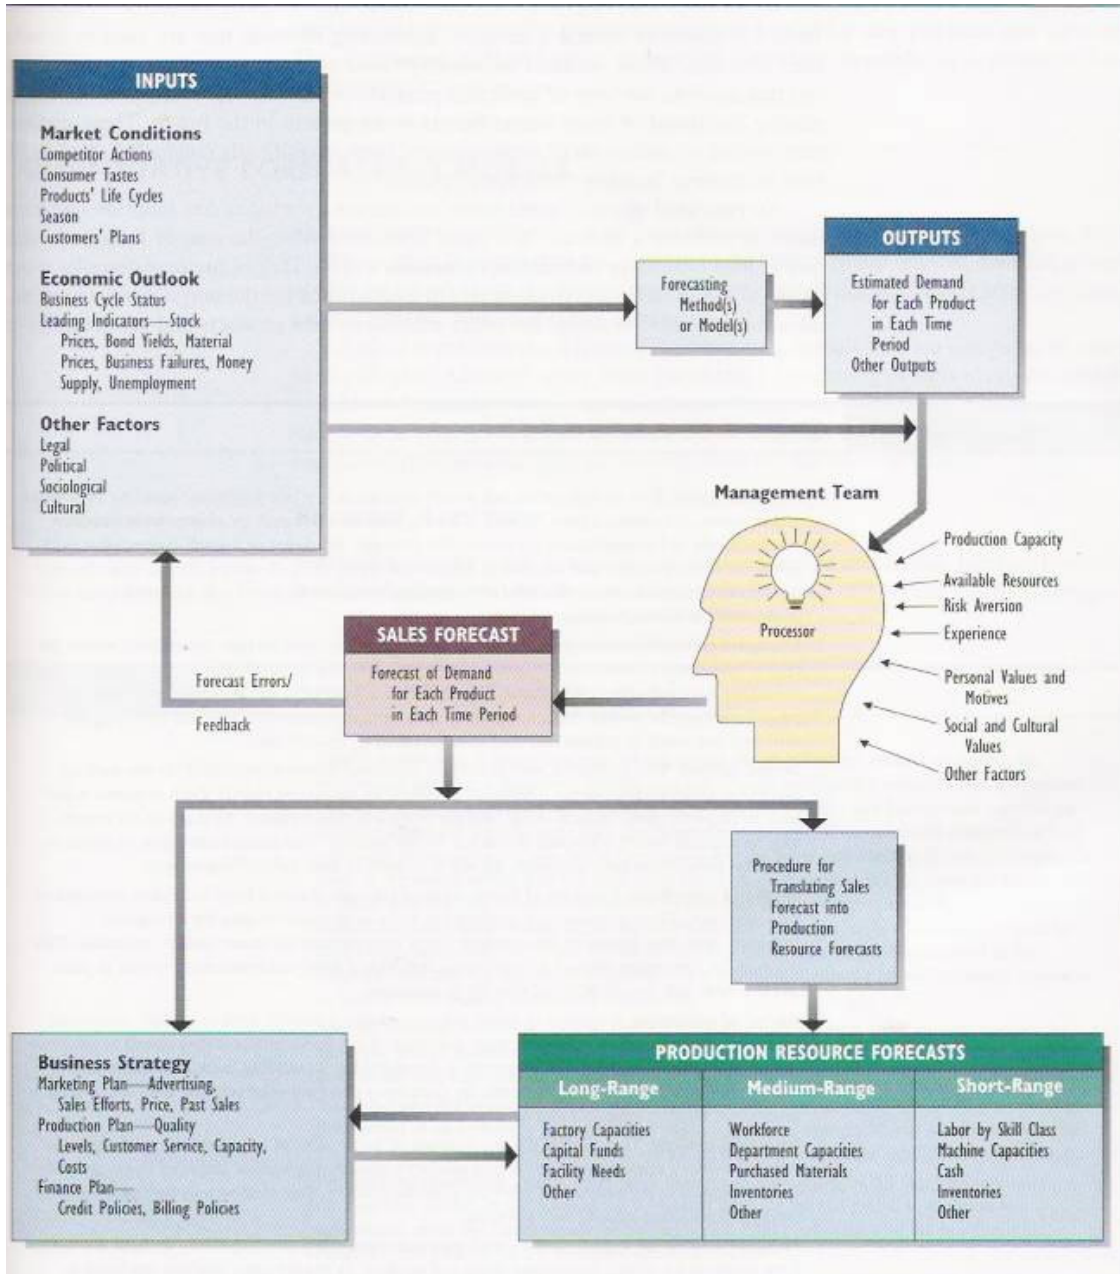 INPUTS
Market Conditions
Competitor Actions
Consumer Tastes
Products' Life Cycles
Season
Customers' Plans
Economic Outlook
Business Cycle Status
Leading Indicators—Stock
Prices, Bond Yields, Material
Prices, Business Failures, Money
Supply, Unemployment
Other Factors
Legal
Political
Sociological
Cultural
Forecasting
Method(s)
or Model(s)
OUTPUTS
Estimated Demand
for Each Product
in Each Time
Period
Other Outputs
Management Team
Processor
Production Capacity
Available Resources
Risk Aversion
Experience
Personal Values and
Motives
Social and Cultural
Values
Other Factors
SALES FORECAST
Forecast of Demand
for Each Product
in Each Time Period
Forecast Errors/
Feedback
Procedure for
Translating Sales
Forecast into
Production
Resource Forecasts
Business Strategy
Marketing Plan—Advertising,
Sales Efforts, Price, Past Sales
Production Plan—Quality
Levels, Customer Service, Capacity,
Costs
Finance Plan—
Credit Policies, Billing Policies
PRODUCTION RESOURCE FORECASTS
Long-Range
Factory Capacities
Capital Funds
Facility Needs
Other
Medium-Range
Workforce
Department Capacities
Purchased Materials
Inventories
Other
Short-Range
Labor by Skill Class
Machine Capacities
Cash
Inventories
Other